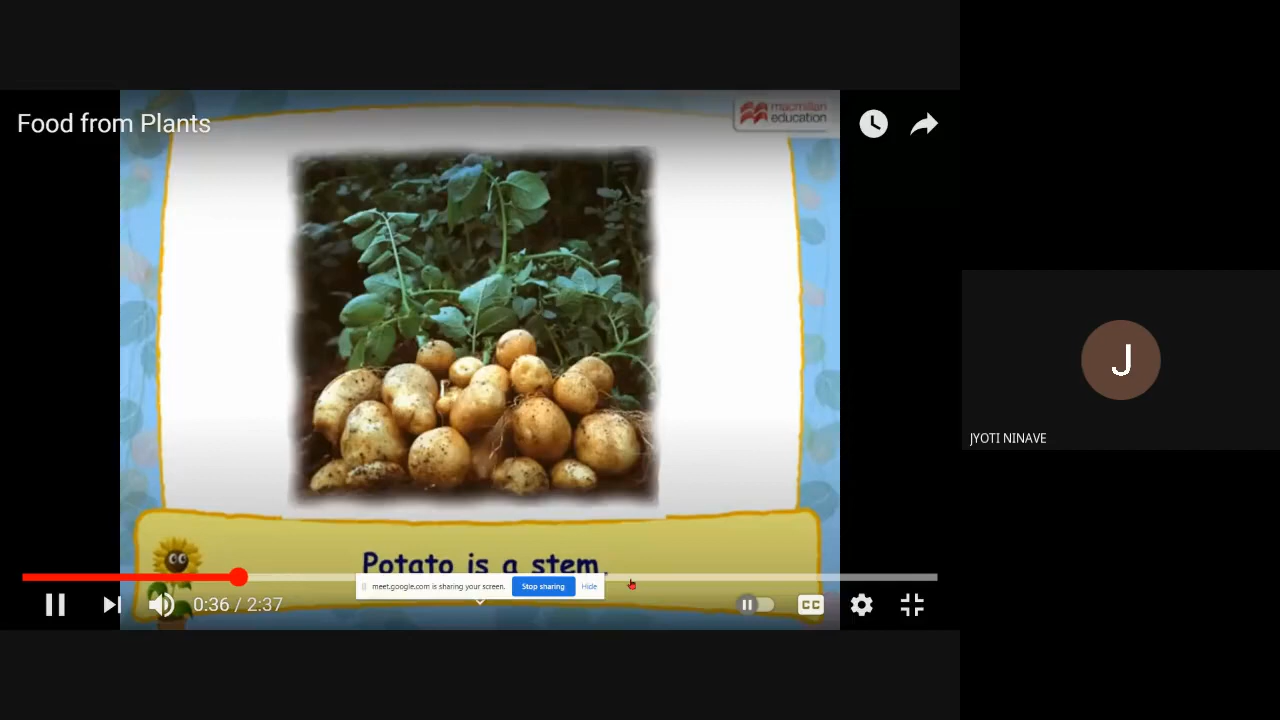 Food from Plants
macmillan
education
Potato is a stem.
meet.google.com is sharing your screen.
Stop sharing
Hide
0:36 / 2:37
CC
J
JYOTI NINAVE